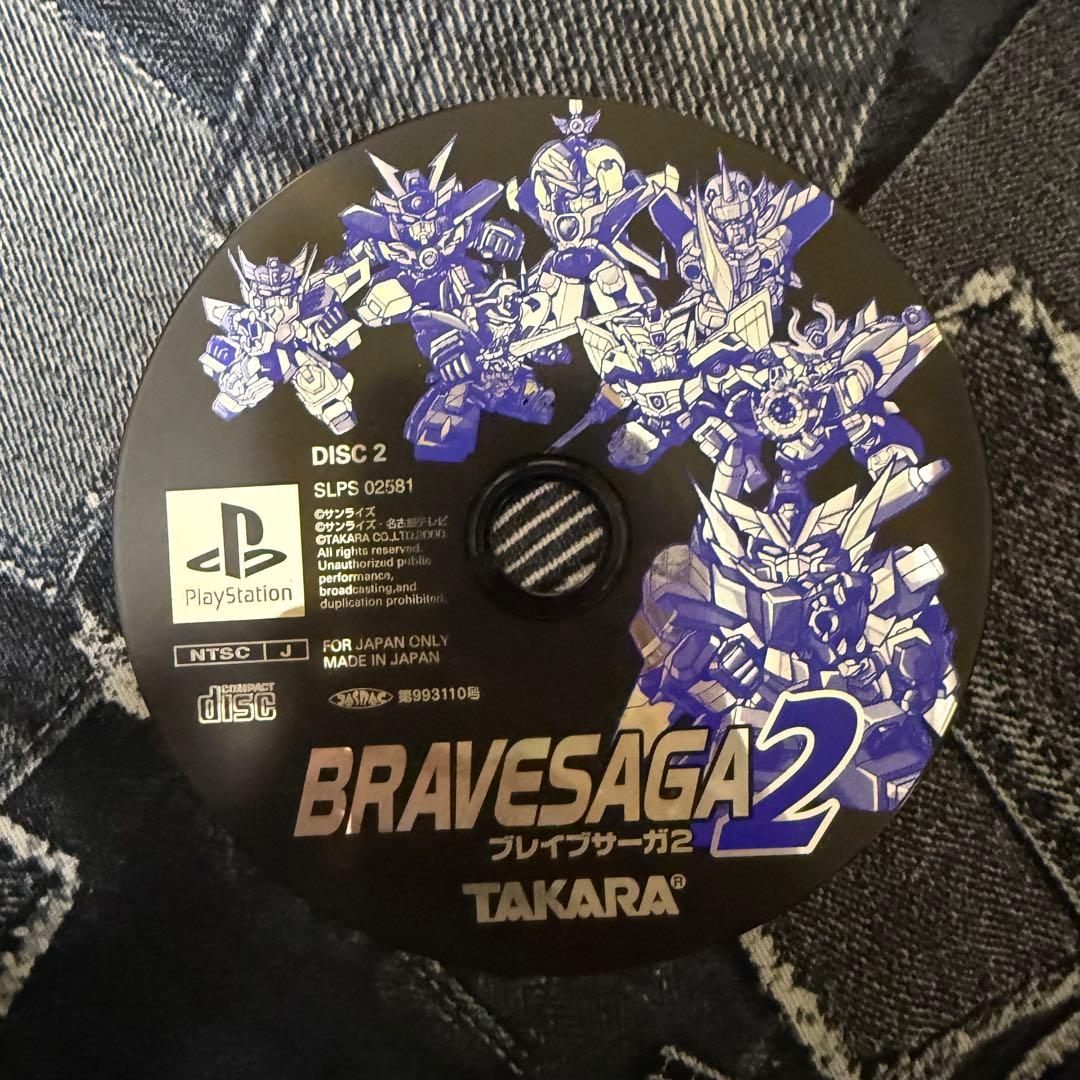 DISC 2
SLPS 02581
©サンライズ
©サンライズ・名古屋テレビ
©TAKARA CO.,LTD.2000.
All rights reserved.
Unauthorized public
performance,
broadcasting,and
duplication prohibited.
PlayStation
NTSC J
FOR JAPAN ONLY
MADE IN JAPAN
COMPACT
disc
JASRAC 第993110号
BRAVESAGA 2
ブレイブサーガ2
TAKARA®